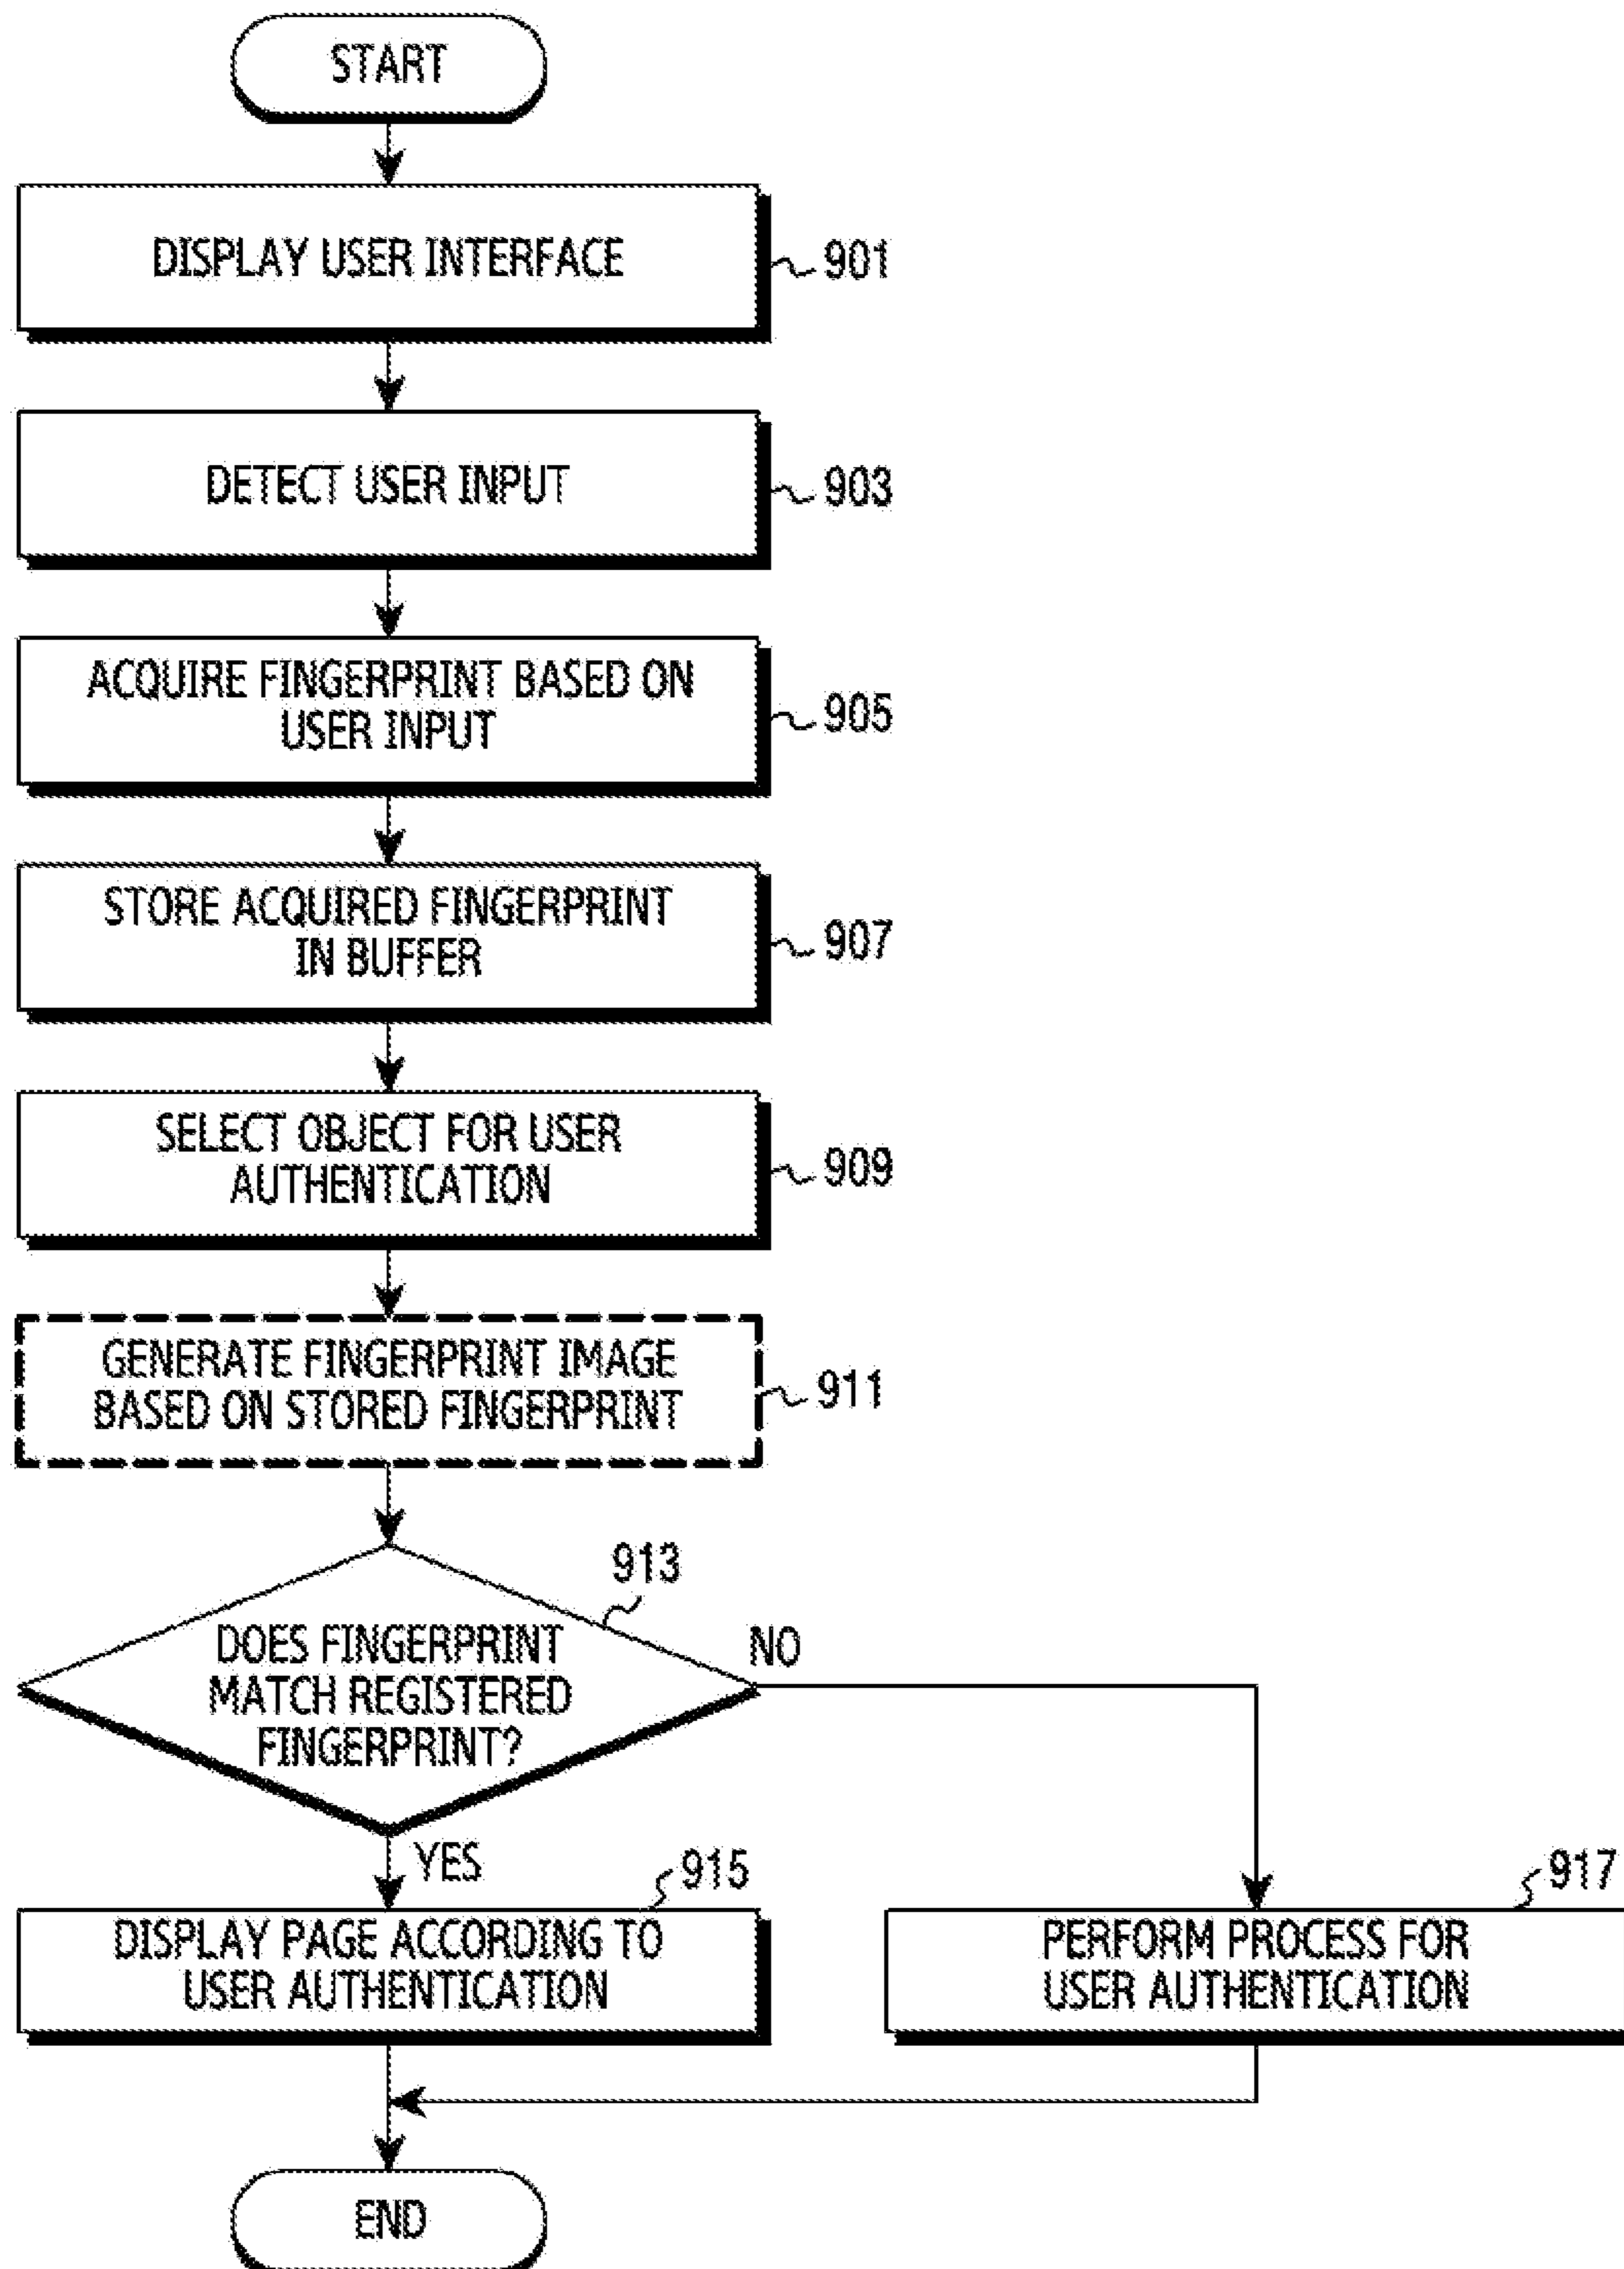 START
DISPLAY USER INTERFACE
901
DETECT USER INPUT
903
ACQUIRE FINGERPRINT BASED ON
USER INPUT
905
STORE ACQUIRED FINGERPRINT
IN BUFFER
907
SELECT OBJECT FOR USER
AUTHENTICATION
909
GENERATE FINGERPRINT IMAGE
BASED ON STORED FINGERPRINT
911
913
DOES FINGERPRINT
MATCH REGISTERED
FINGERPRINT?
NO
YES
915
DISPLAY PAGE ACCORDING TO
USER AUTHENTICATION
917
PERFORM PROCESS FOR
USER AUTHENTICATION
END